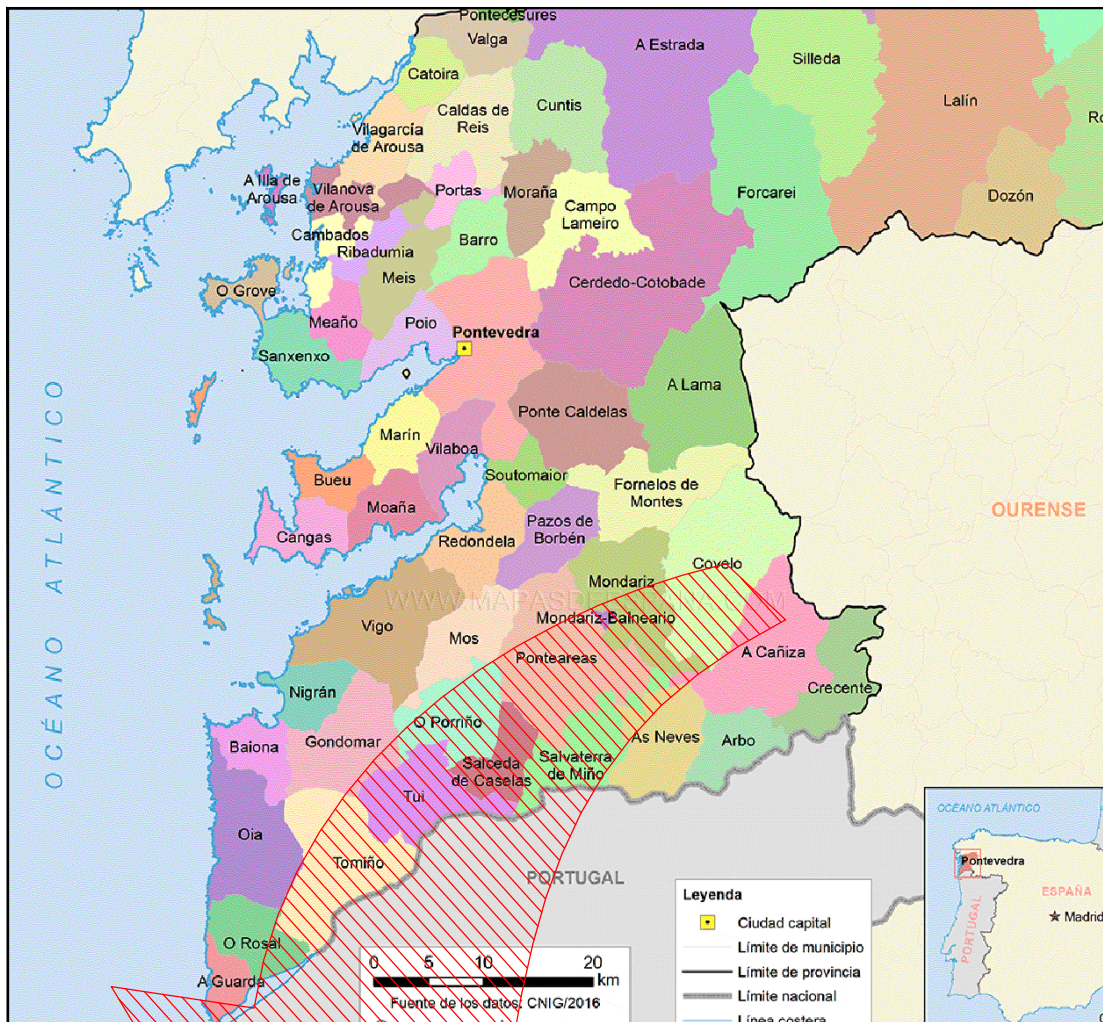 Pontecesures
Valga
A Estrada
Silleda
Catoira
Cuntis
Lalín
Caldas de
Reis
Vilagarcía
de Arousa
A Illa de
Arousa
Vilanova
de Arousa
Portas
Moraña
Forcarei
Dozón
Campo
Lameiro
Cambados
Ribadumia
Barro
Meis
Cerdedo-Cotobade
O Grove
Meaño
Poio
Pontevedra
Sanxenxo
A Lama
Ponte Caldelas
Marín
Vilaboa
Soutomaior
Bueu
Fornelos de
Montes
Moaña
OURENSE
Pazos de
Borbén
Cangas
Redondela
Covelo
Mondariz
OCÉANO ATLÁNTICO
Mondariz-Balneario
Vigo
Mos
A Cañiza
Ponteareas
Nigrán
Crecente
O Porriño
Gondomar
As Neves
Arbo
Baiona
Salvaterra
de Miño
Salceda
de Caselas
Tui
Oia
Tomiño
PORTUGAL
O Rosal
A Guarda
0 5 10 20
km
Fuente de los datos: CNIG/2016
Leyenda
Ciudad capital
Límite de municipio
Límite de provincia
Límite nacional
Línea costera
OCÉANO ATLÁNTICO
Pontevedra
ESPAÑA
Madrid
PORTUGAL